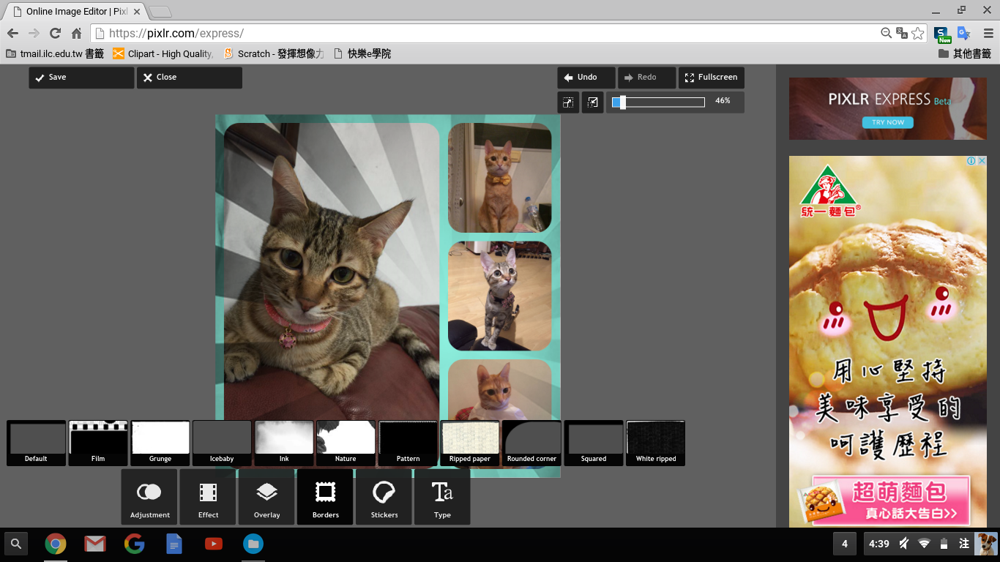 Online Image Editor | Pixl
https://pixlr.com/express/
New
tmail.ilc.edu.tw 書籤
Clipart - High Quality,
Scratch - 發揮想像力
快樂e學院
其他書籤
Save
Close
Undo
Redo
Fullscreen
46%
PIXLR EXPRESS Beta
TRY NOW
統一麵包®
用心堅持
美味享受的
呵護歷程
超萌麵包
真心話大告白>>
Default
Film
Grunge
Icebaby
Ink
Nature
Pattern
Ripped paper
Rounded corner
Squared
White ripped
Adjustment
Effect
Overlay
Borders
Stickers
Type
4
4:39
注